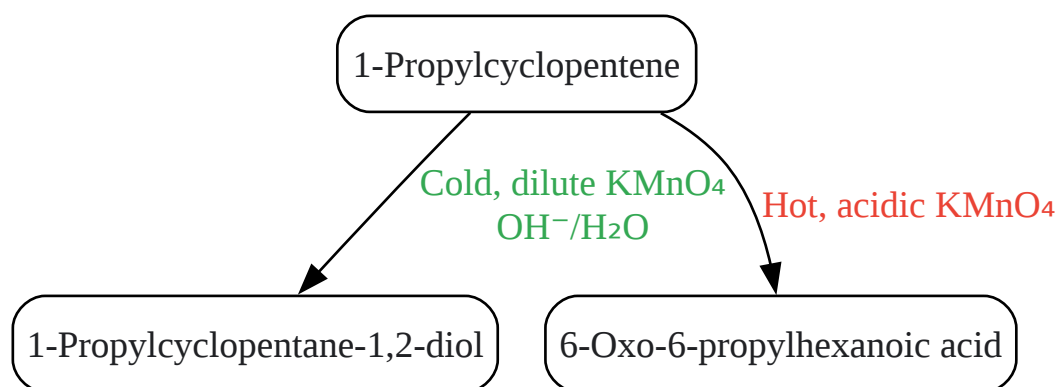 1-Propylcyclopentene
Cold, dilute KMnO₄
OH⁻/H₂O
Hot, acidic KMnO₄
1-Propylcyclopentane-1,2-diol
6-Oxo-6-propylhexanoic acid